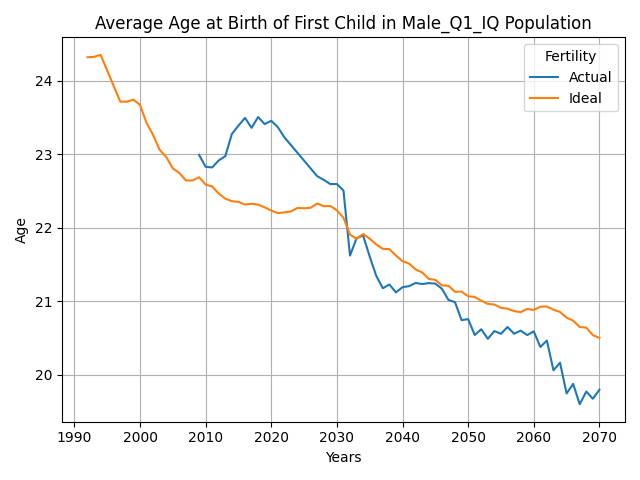 Average Age at Birth of First Child in Male_Q1_IQ Population
Fertility
Actual
Ideal
Age
24
23
22
21
20
1990
2000
2010
2020
2030
2040
2050
2060
2070
Years